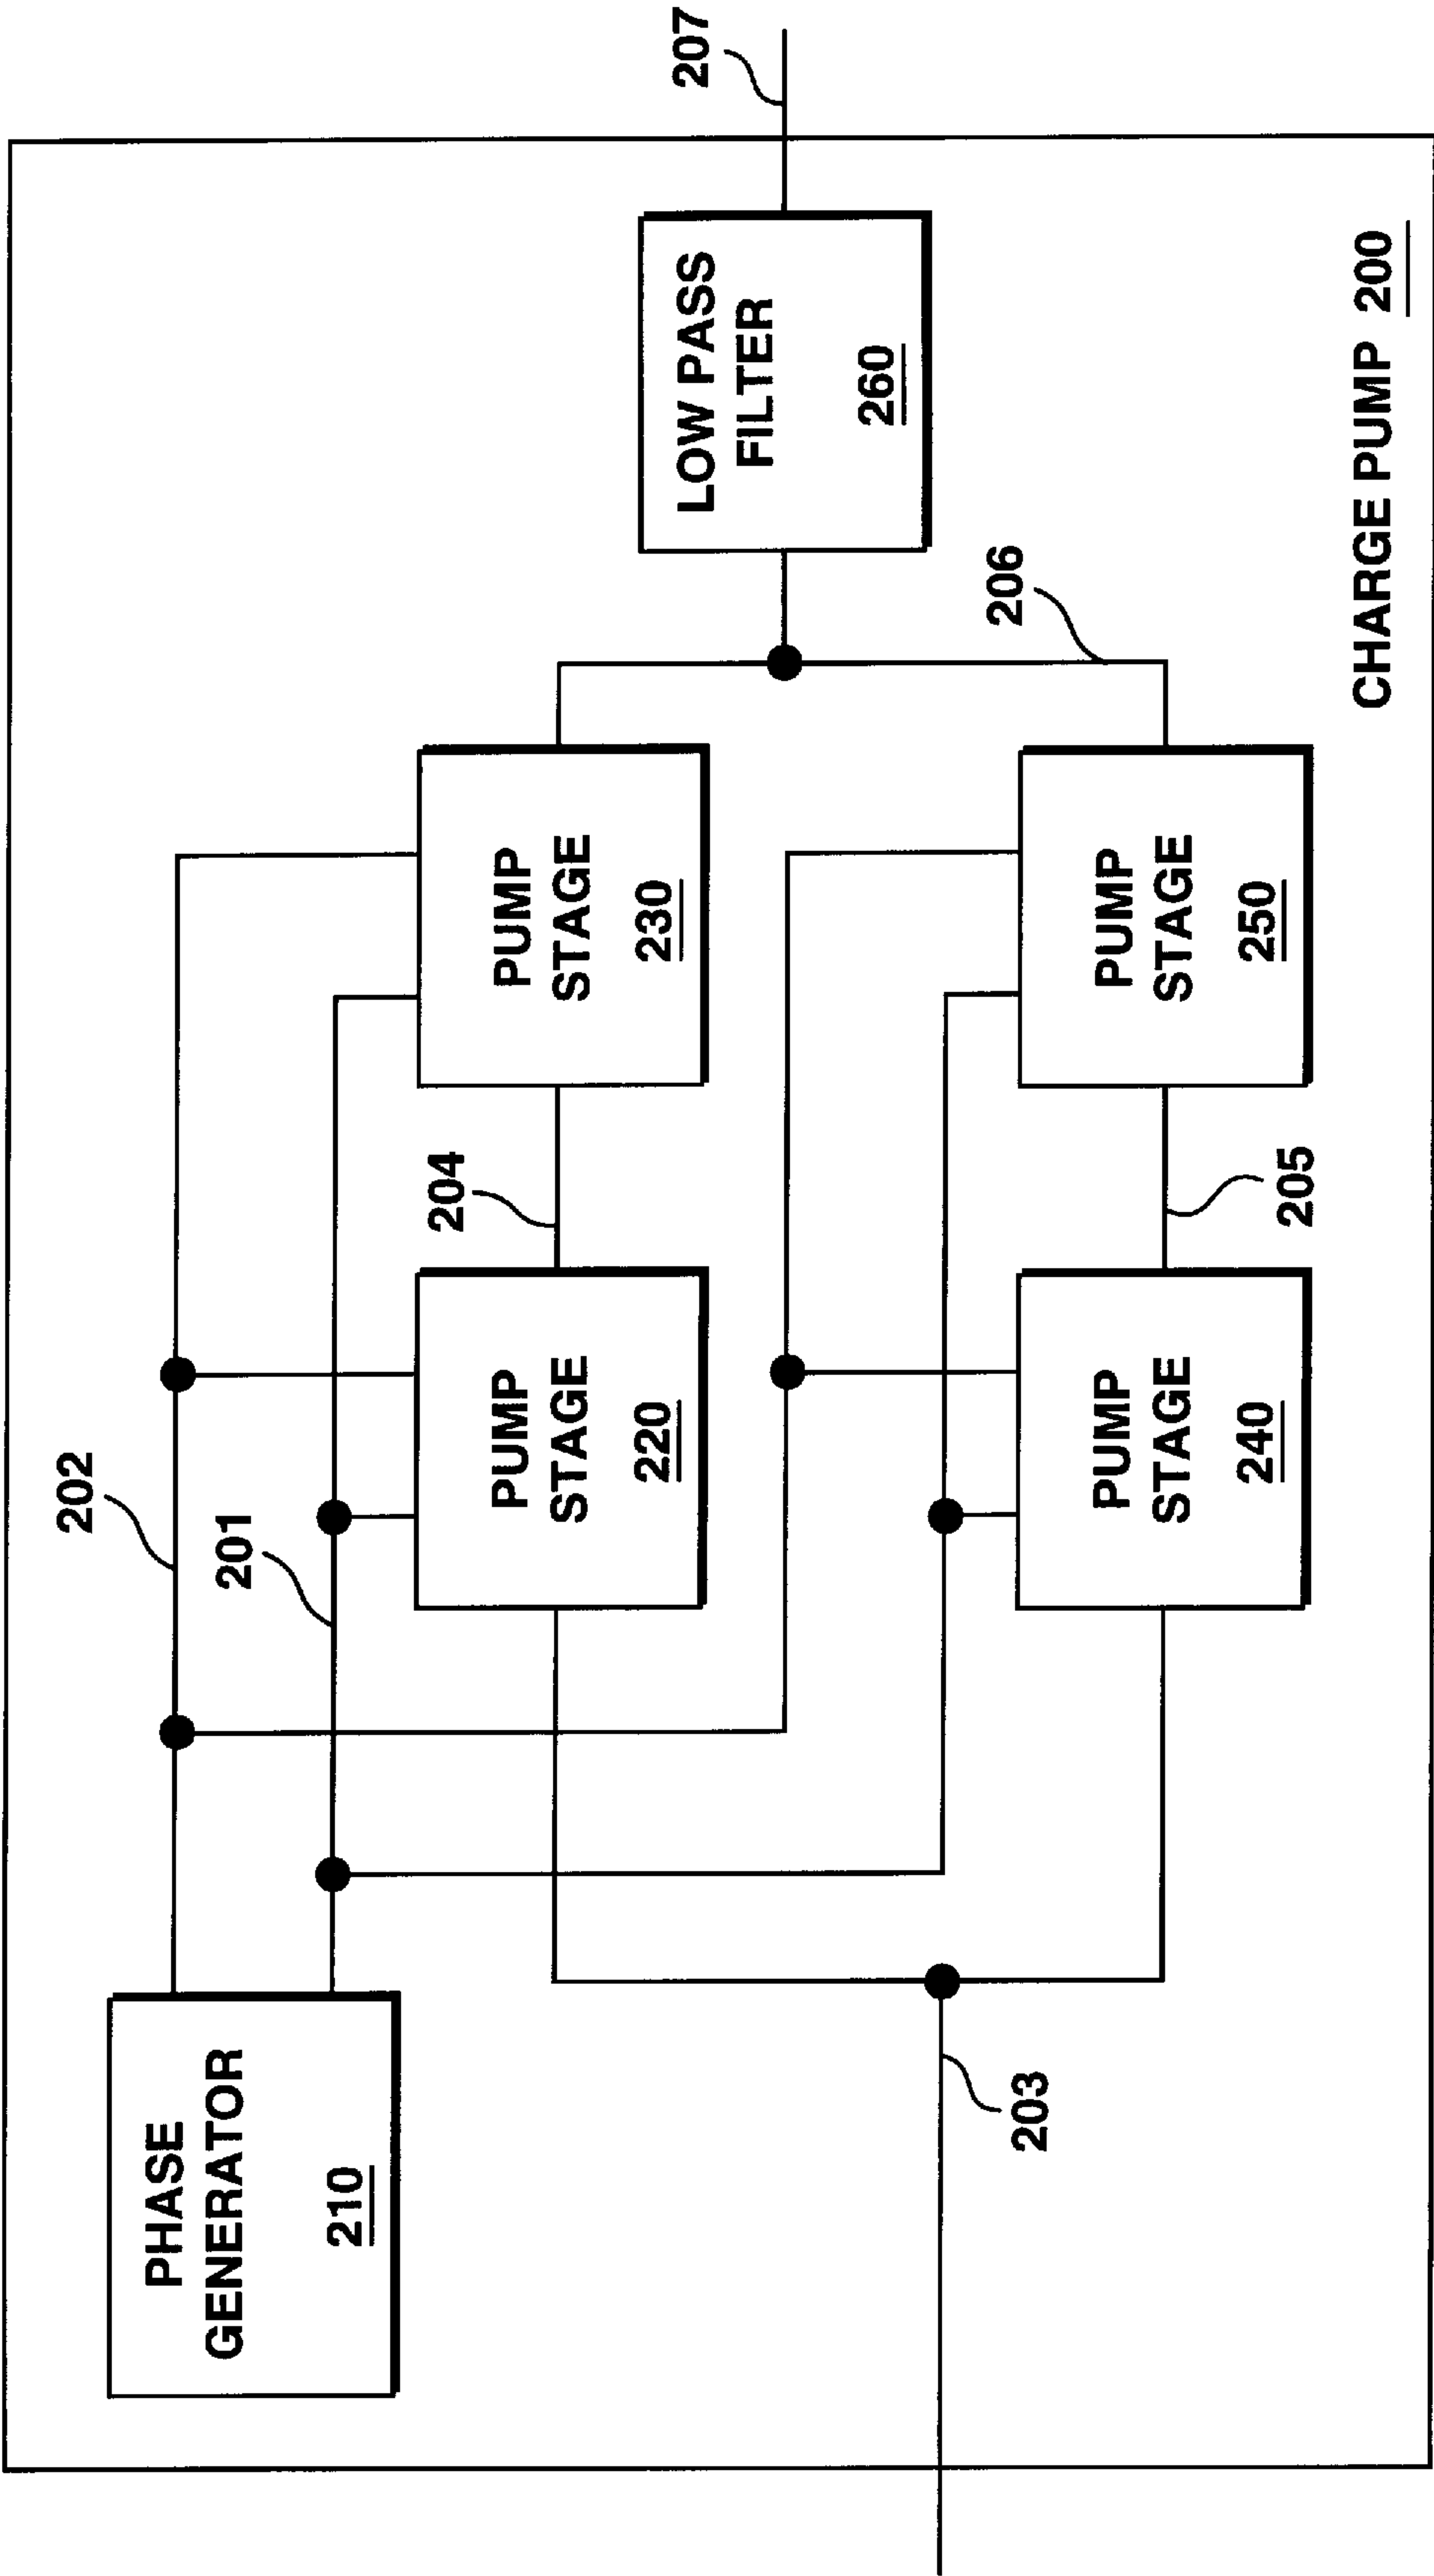 202
201
PHASE
GENERATOR
210
PUMP
STAGE
220
204
PUMP
STAGE
230
207
LOW PASS
FILTER
260
203
PUMP
STAGE
240
205
PUMP
STAGE
250
206
CHARGE PUMP 200